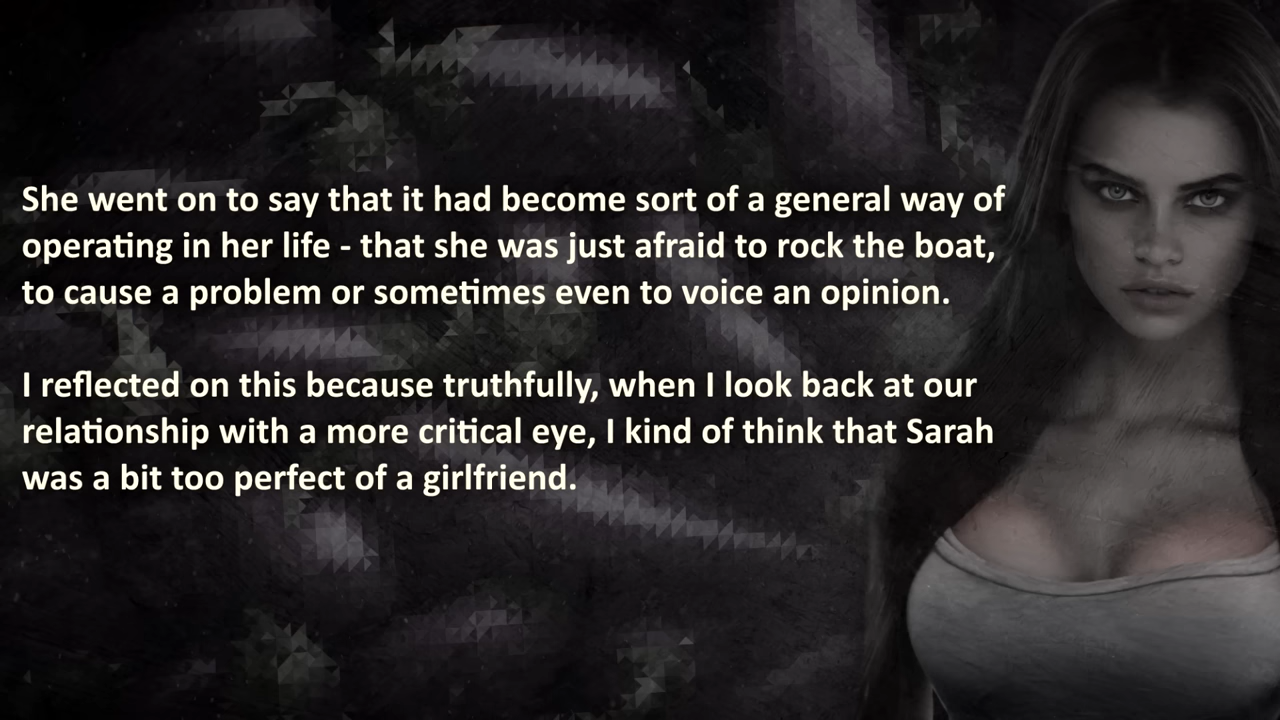 She went on to say that it had become sort of a general way of
operating in her life - that she was just afraid to rock the boat,
to cause a problem or sometimes even to voice an opinion.
I reflected on this because truthfully, when I look back at our
relationship with a more critical eye, I kind of think that Sarah
was a bit too perfect of a girlfriend.